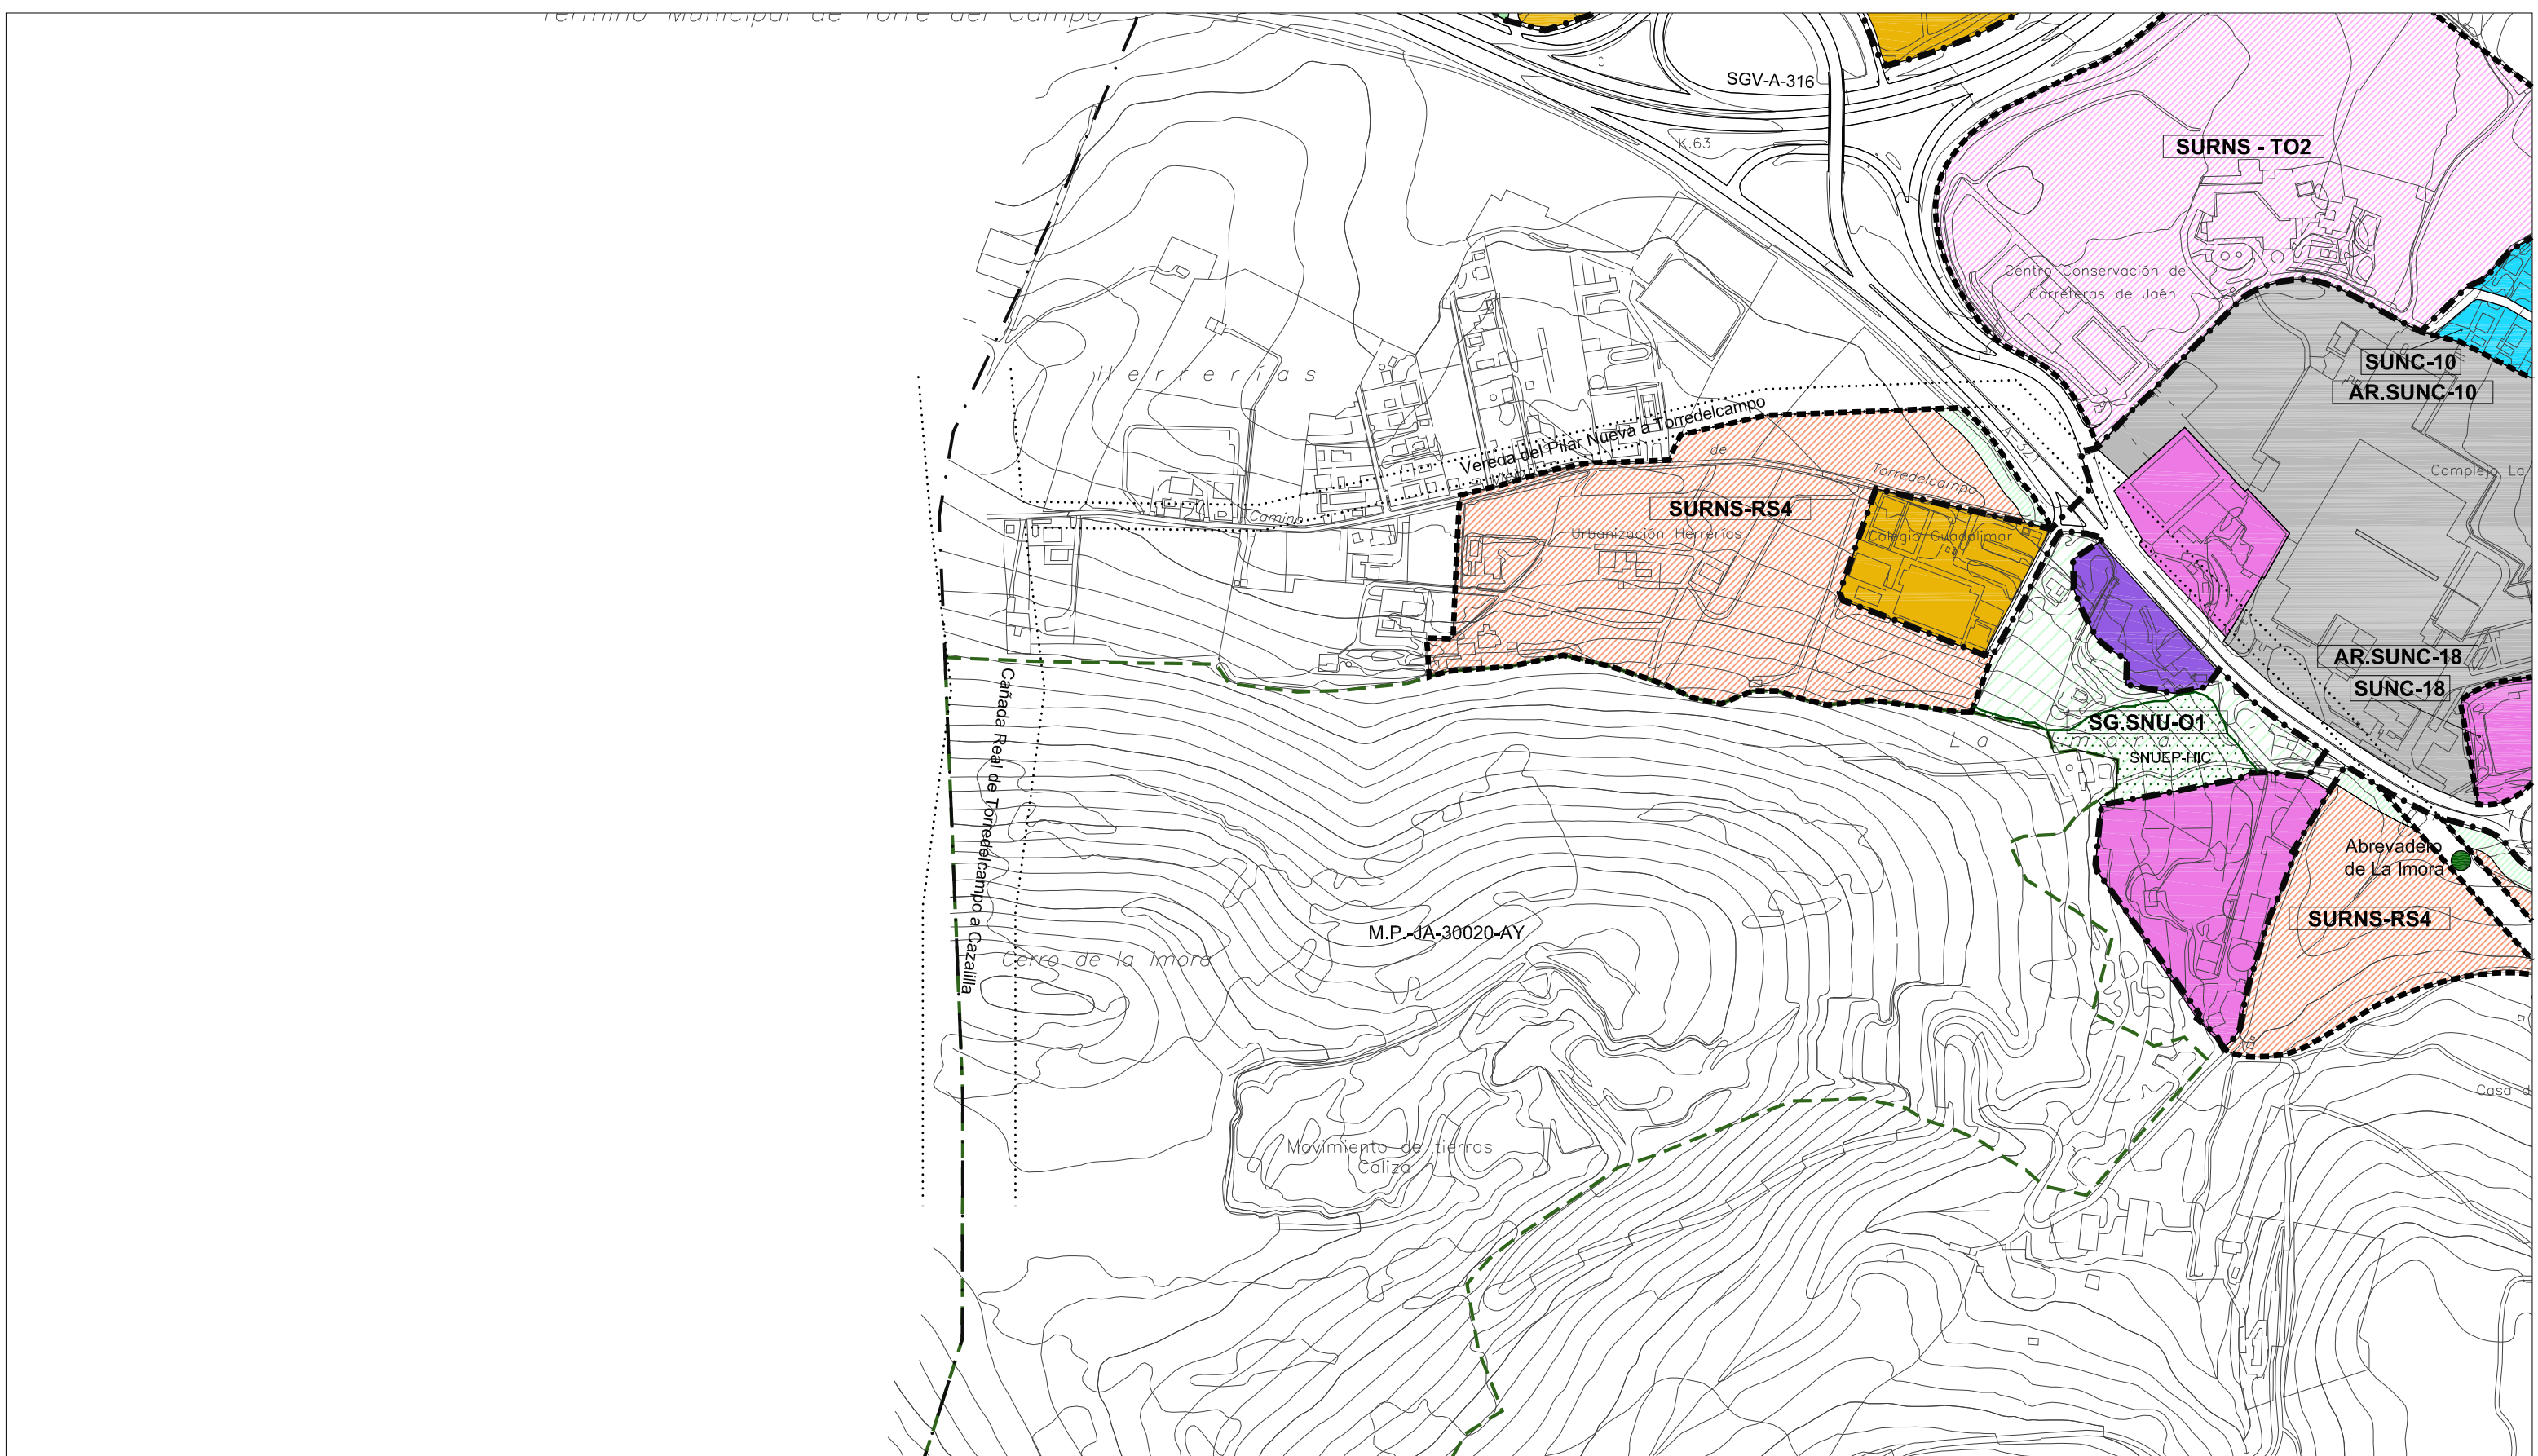 Término Municipal de Torre del Campo
SGV-A-316
K.63
SURNS - TO2
Centro Conservación de
Carreteras de Jaén
SUNC-10
AR.SUNC-10
Herrerías
Vereda del Pilar Nueva a Torredelcampo
Camino
de
Torredelcampo
Complejo La
SURNS-RS4
Urbanización Herrerías
Colegio Guadalimar
AR.SUNC-18
SUNC-18
SG.SNU-O1
La
SNUEP-HIC
Cañada Real de Torredelcampo a Cazalilla
Abrevadero
de La Imora
SURNS-RS4
M.P.-JA-30020-AY
Cerro de la Imora
Casa d
Movimiento de tierras
Caliza